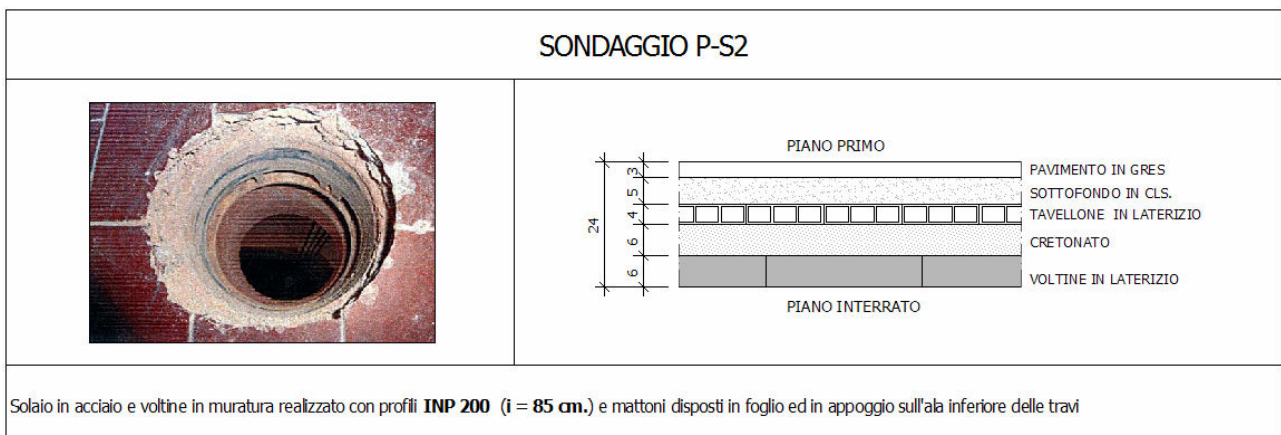 SONDAGGIO P-S2
PIANO PRIMO
3
PAVIMENTO IN GRES
5
SOTTOFONDO IN CLS.
24
4
TAVELLONE IN LATERIZIO
6
CRETONATO
6
VOLTINE IN LATERIZIO
PIANO INTERRATO
Solaio in acciaio e voltine in muratura realizzato con profili INP 200 (i = 85 cm.) e mattoni disposti in foglio ed in appoggio sull'ala inferiore delle travi